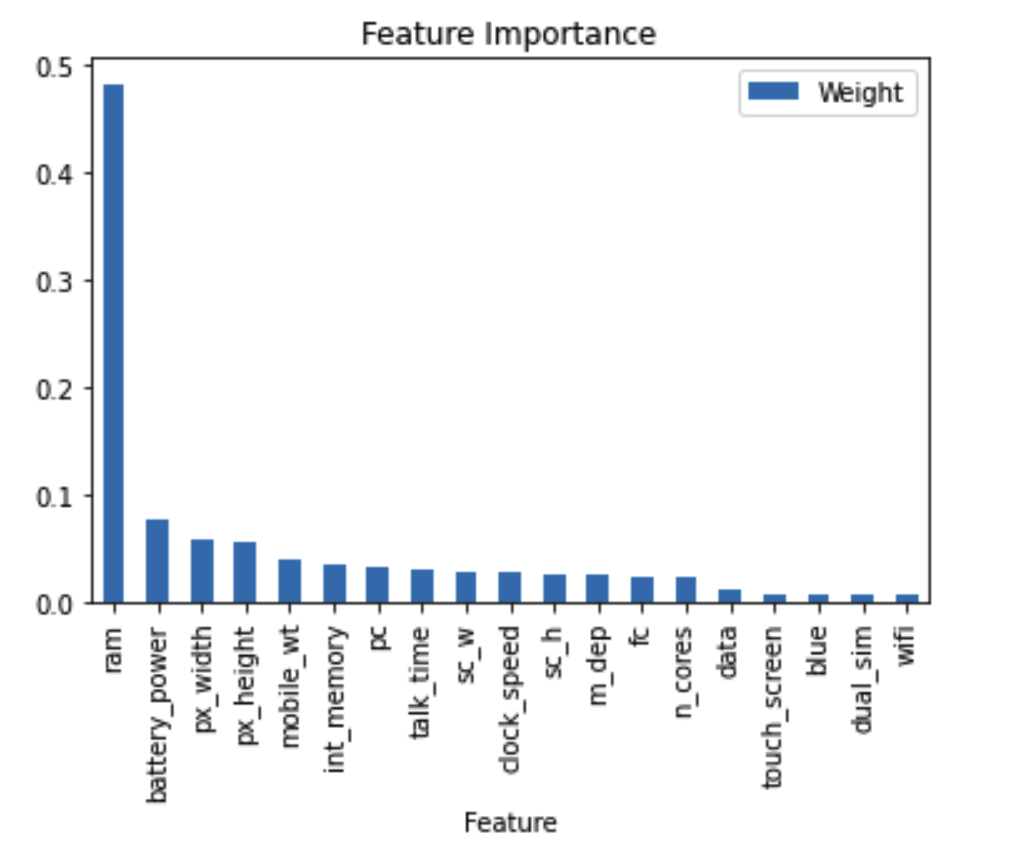 Feature Importance
Weight
0.5
0.4
0.3
0.2
0.1
0.0
ram
battery_power
px_width
px_height
mobile_wt
int_memory
pc
talk_time
sc_w
clock_speed
sc_h
m_dep
fc
n_cores
data
touch_screen
blue
dual_sim
wifi
Feature